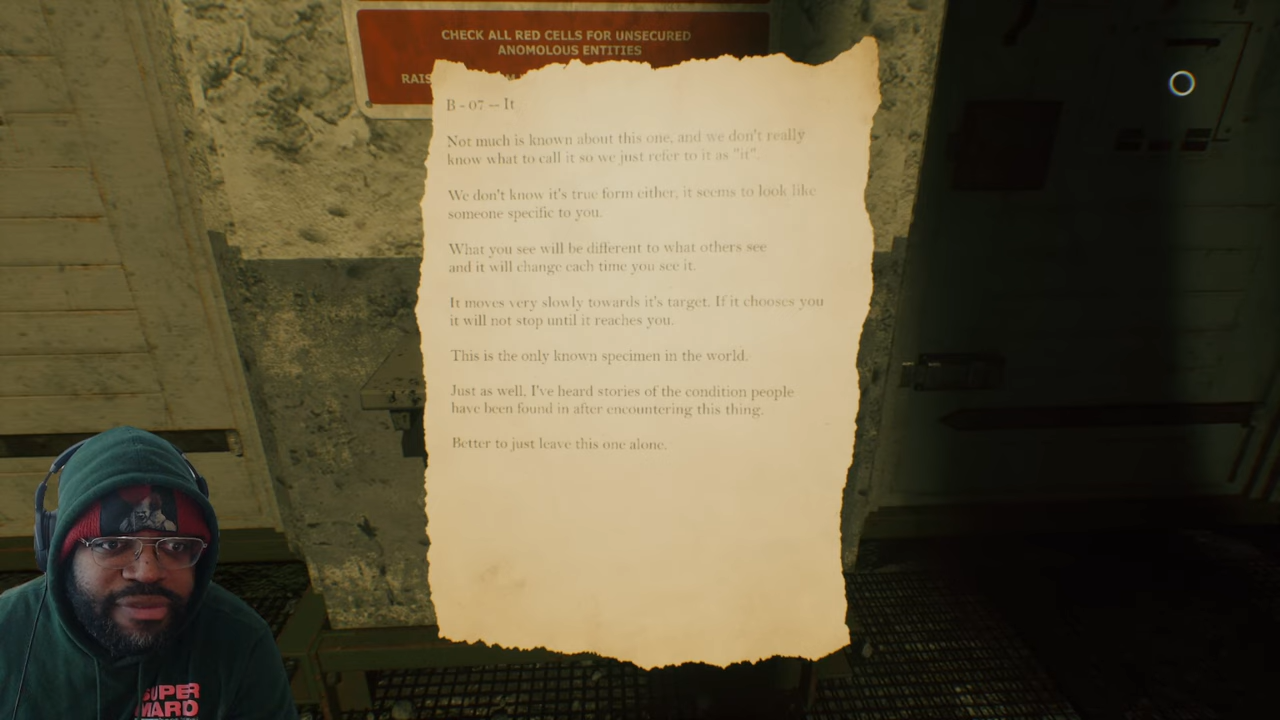 CHECK ALL RED CELLS FOR UNSECURED
ANOMOLOUS ENTITIES
B - 07 – It
Not much is known about this one, and we don't really
know what to call it so we just refer to it as "it".
We don't know it's true form either, it seems to look like
someone specific to you.
What you see will be different to what others see
and it will change each time you see it.
It moves very slowly towards it's target. If it chooses you
it will not stop until it reaches you.
This is the only known specimen in the world.
Just as well, I've heard stories of the condition people
have been found in after encountering this thing.
Better to just leave this one alone.
SUPER